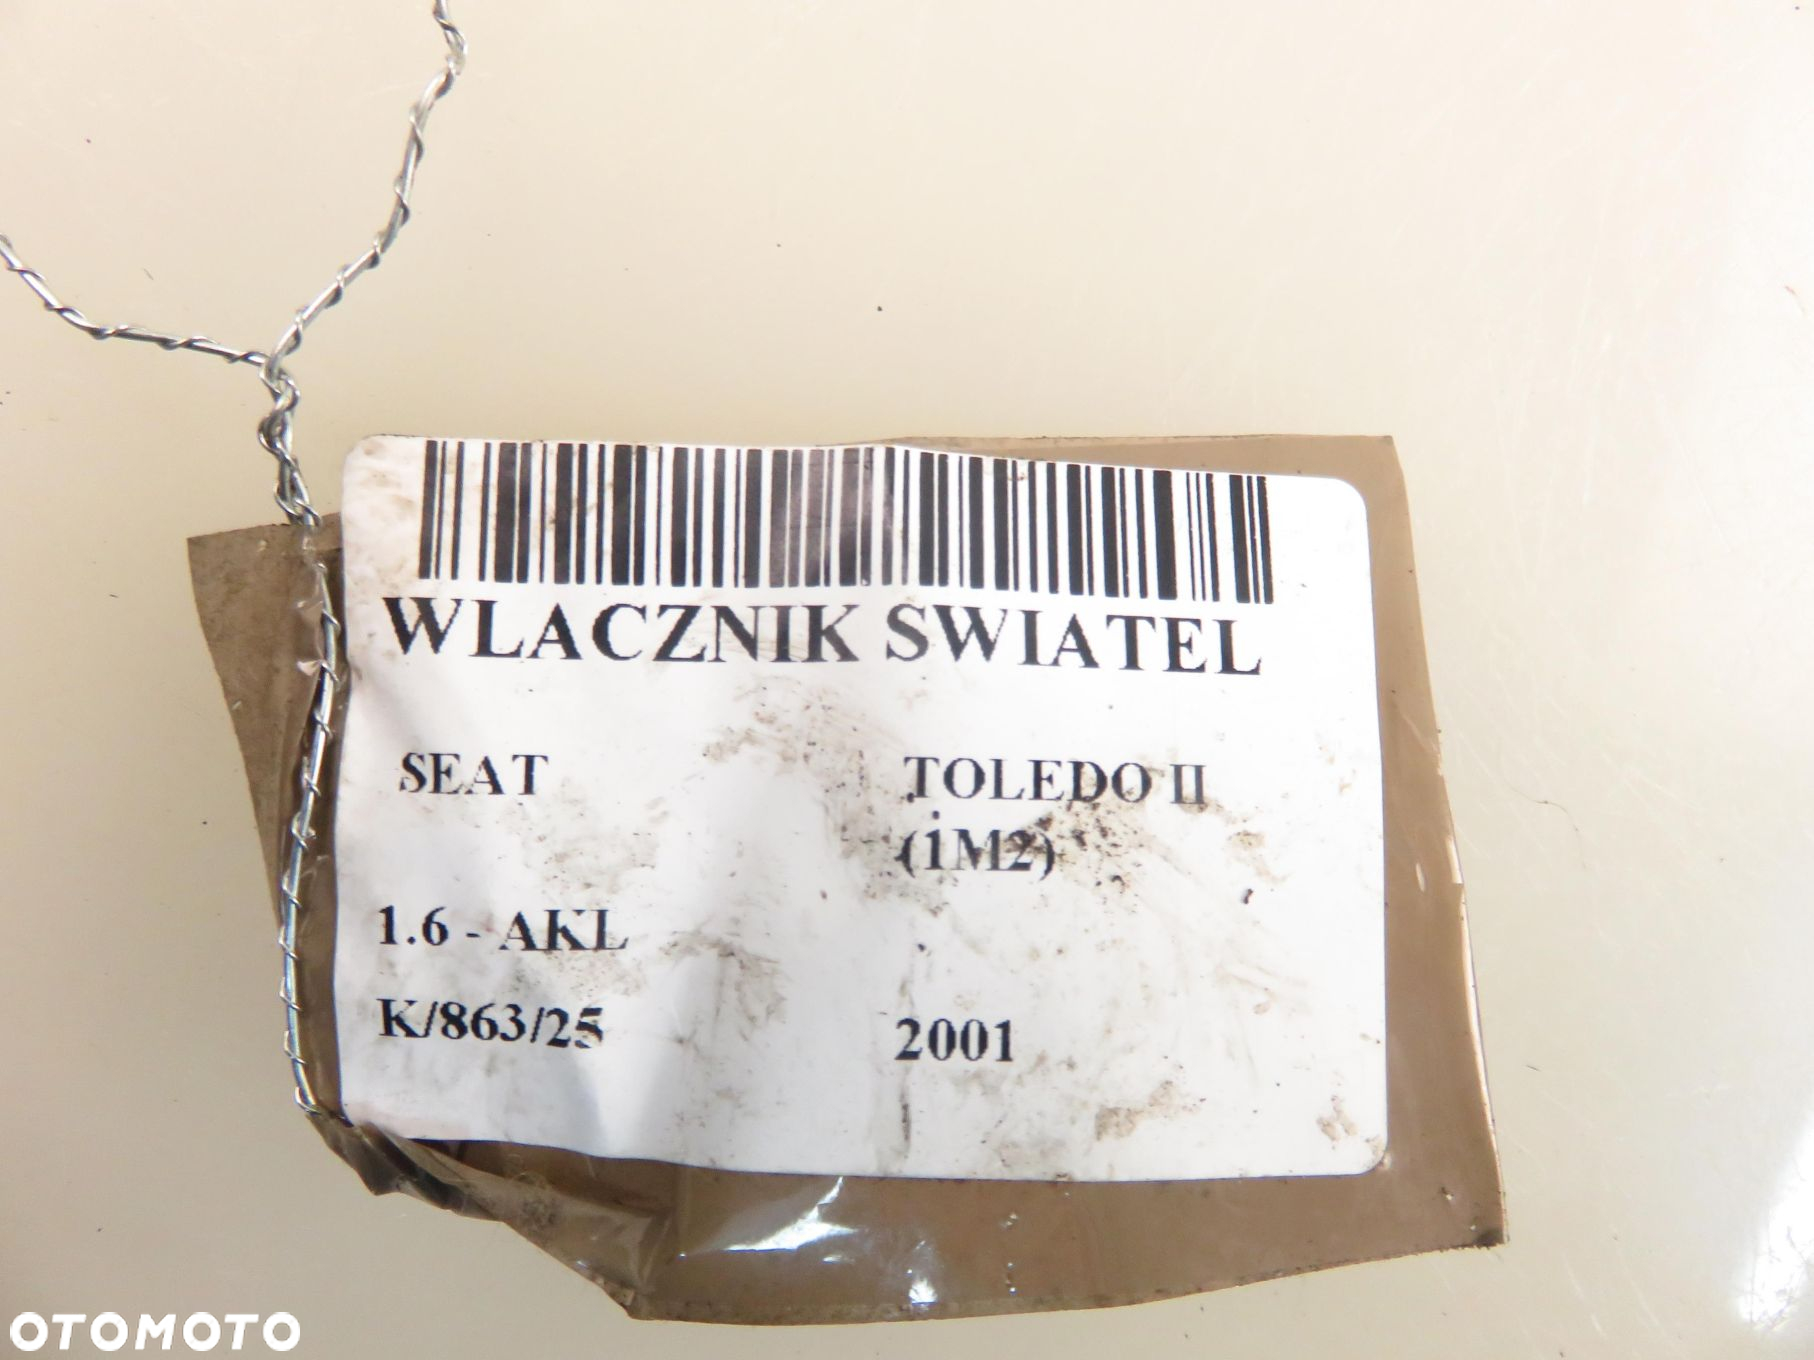 WLACZNIK SWIATEL
SEAT
TOLEDO II
(1M2)
1.6 - AKL
K/863/25
2001
OTOMOTO